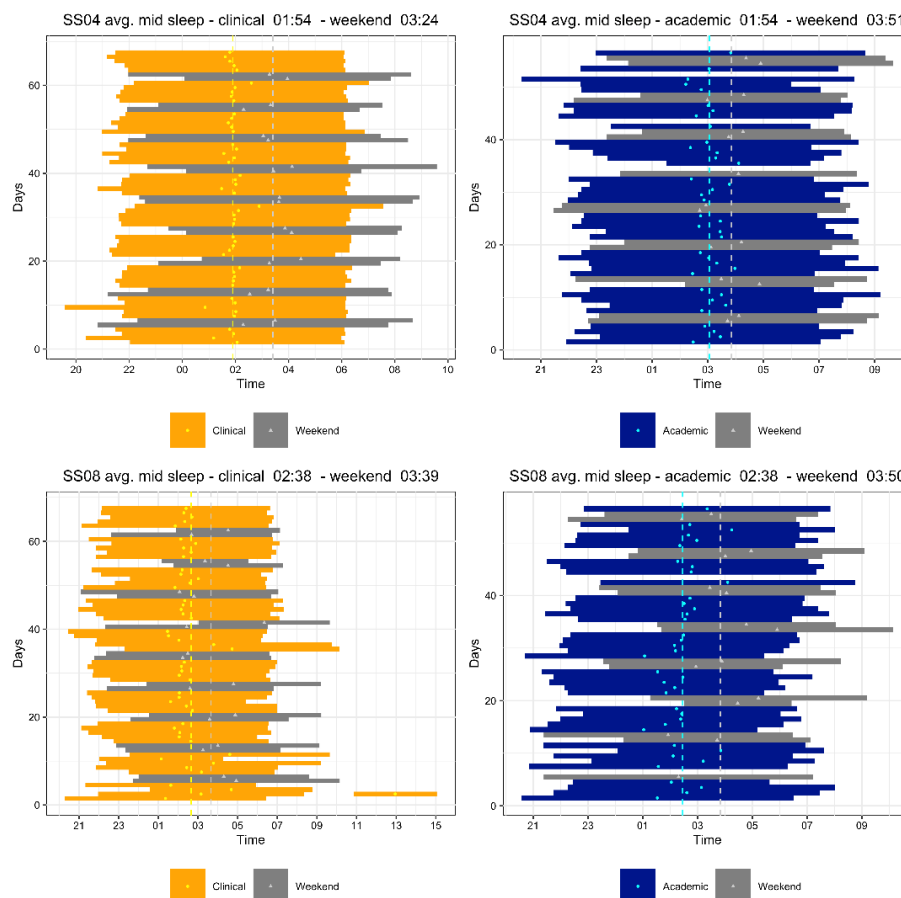 SS04 avg. mid sleep - clinical 01:54 - weekend 03:24
Days
60
40
20
0
20 22 00 02 04 06 08 10
Time
Clinical Weekend
SS04 avg. mid sleep - academic 01:54 - weekend 03:51
Days
40
20
0
21 23 01 03 05 07 09
Time
Academic Weekend
SS08 avg. mid sleep - clinical 02:38 - weekend 03:39
Days
60
40
20
0
21 23 01 03 05 07 09 11 13 15
Time
Clinical Weekend
SS08 avg. mid sleep - academic 02:38 - weekend 03:50
Days
40
20
0
21 23 01 03 05 07 09
Time
Academic Weekend